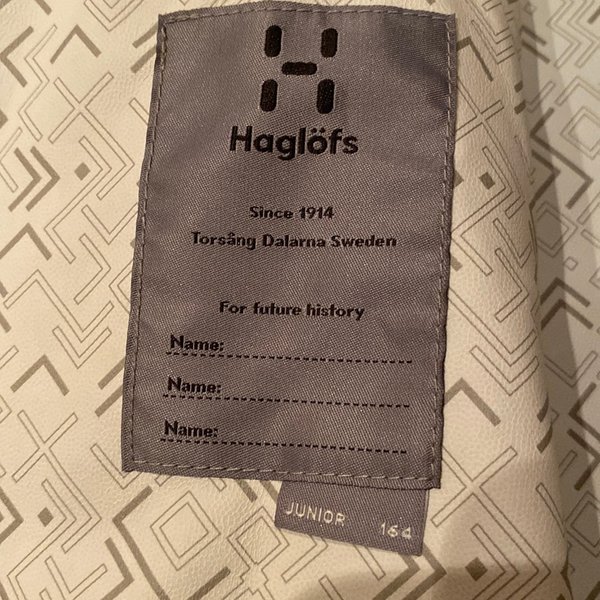 Haglöfs
Since 1914
Torsång Dalarna Sweden
For future history
Name:
Name:
Name:
JUNIOR 164